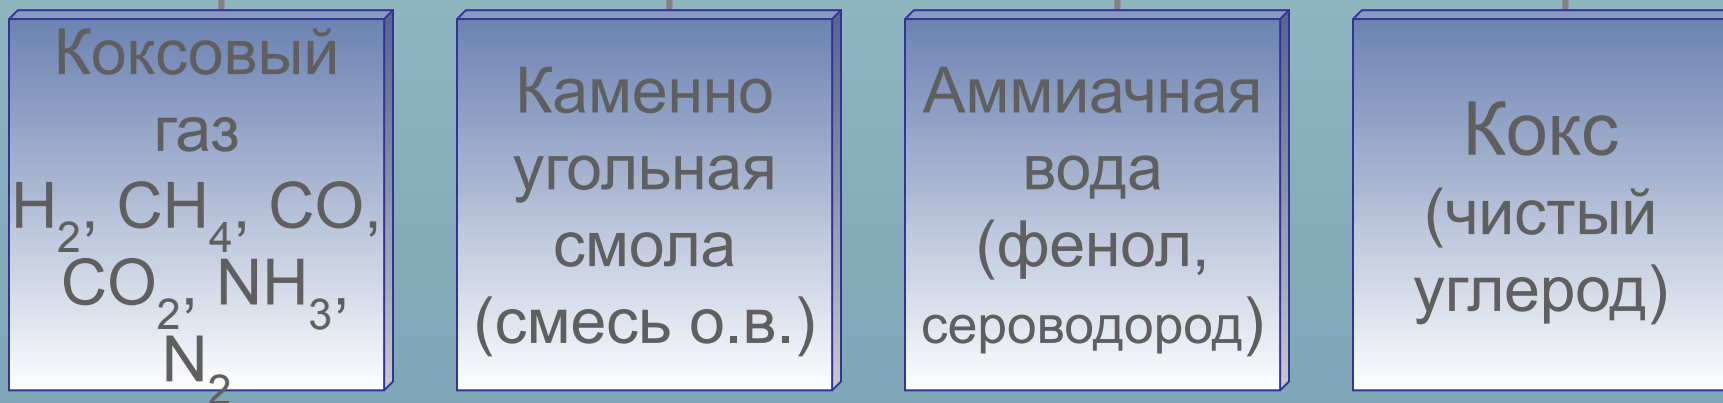 Коксовый
газ
H₂, CH₄, CO,
CO₂, NH₃,
N₂
Каменно
угольная
смола
(смесь о.в.)
Аммиачная
вода
(фенол,
сероводород)
Кокс
(чистый
углерод)